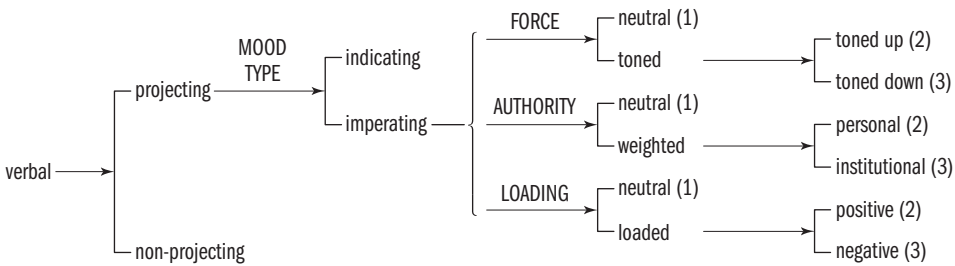 FORCE
neutral (1)
toned
toned up (2)
toned down (3)
MOOD
TYPE
indicating
imperating
projecting
AUTHORITY
neutral (1)
weighted
personal (2)
institutional (3)
verbal
LOADING
neutral (1)
loaded
positive (2)
negative (3)
non-projecting